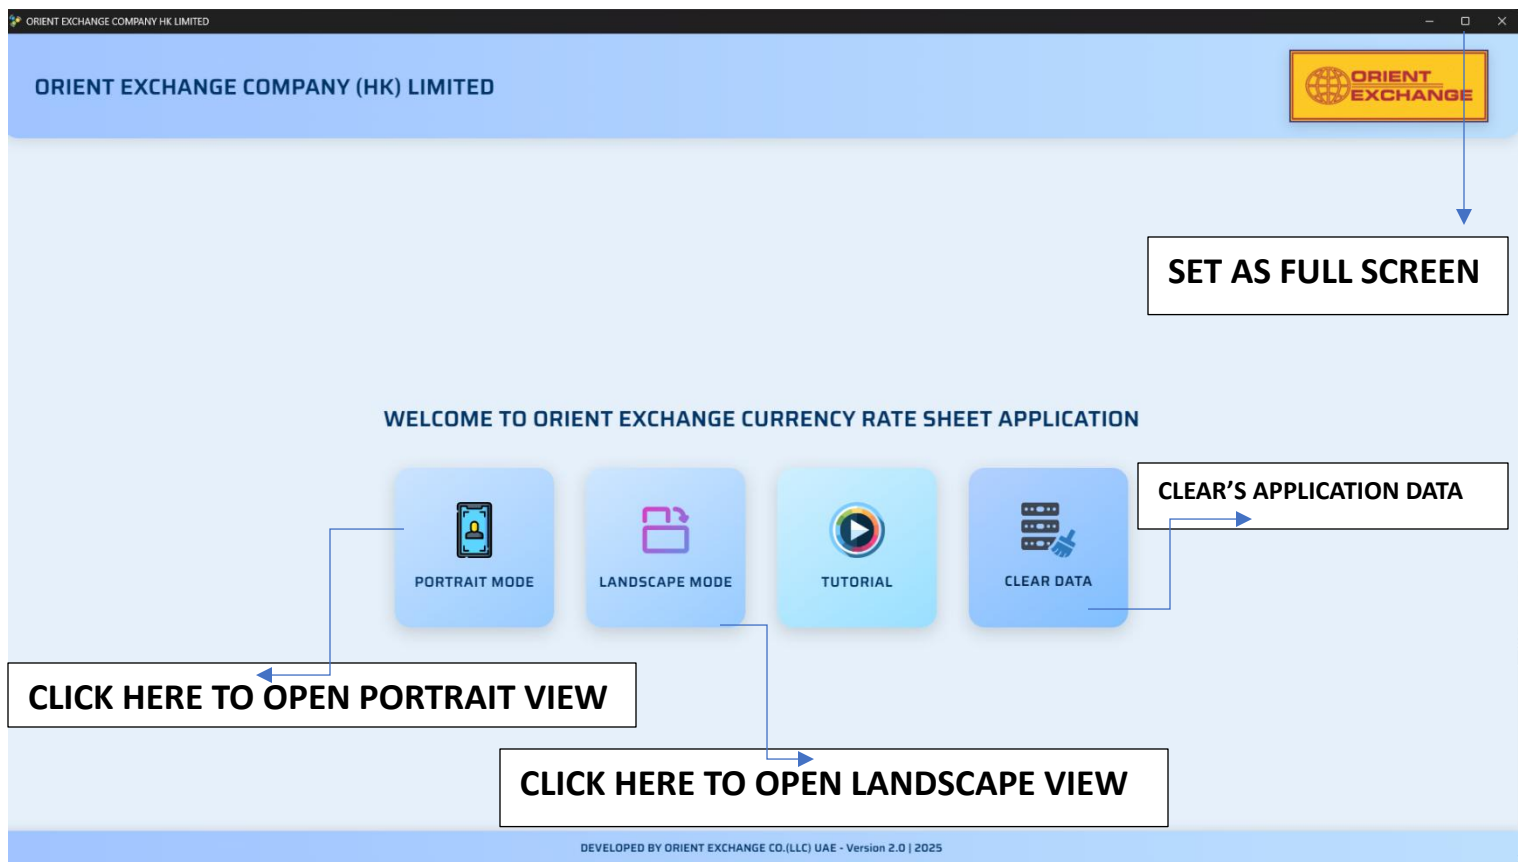 ORIENT EXCHANGE COMPANY HK LIMITED
ORIENT EXCHANGE COMPANY (HK) LIMITED
ORIENT
EXCHANGE
SET AS FULL SCREEN
WELCOME TO ORIENT EXCHANGE CURRENCY RATE SHEET APPLICATION
CLEAR’S APPLICATION DATA
PORTRAIT MODE
LANDSCAPE MODE
TUTORIAL
CLEAR DATA
CLICK HERE TO OPEN PORTRAIT VIEW
CLICK HERE TO OPEN LANDSCAPE VIEW
DEVELOPED BY ORIENT EXCHANGE CO.(LLC) UAE - Version 2.0 | 2025